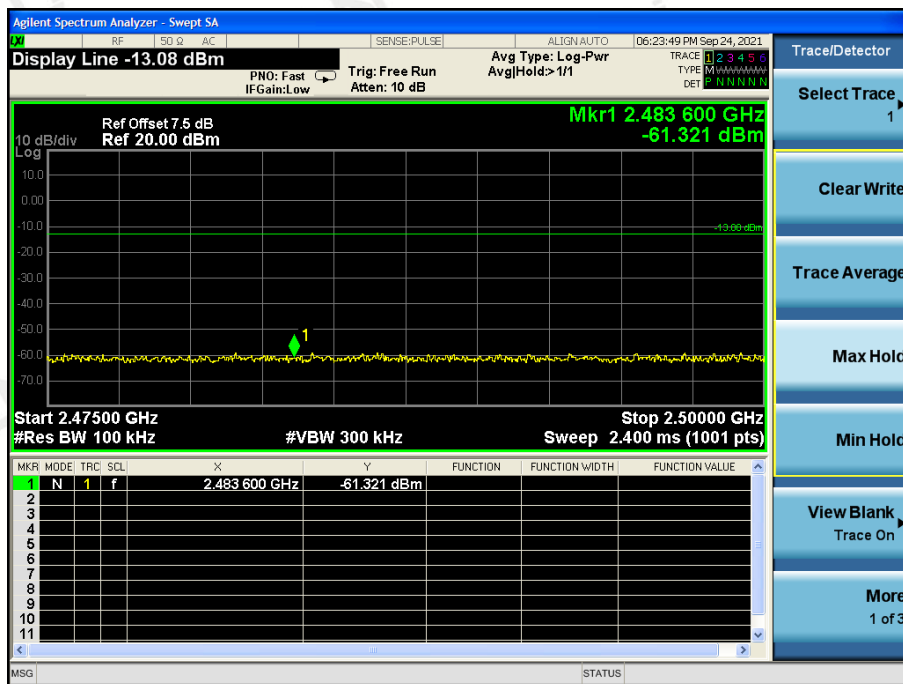 Agilent Spectrum Analyzer - Swept SA
LXI RF 50 Ω AC SENSE:PULSE ALIGN AUTO 06:23:49 PM Sep 24, 2021
Display Line -13.08 dBm
PNO: Fast
IFGain:Low
Trig: Free Run
Atten: 10 dB
Avg Type: Log-Pwr
Avg|Hold:>1/1
TRACE 1 2 3 4 5 6
TYPE MWWWWW
DET P N N N N N
Mkr1 2.483 600 GHz
-61.321 dBm
Ref Offset 7.5 dB
10 dB/div Ref 20.00 dBm
Log
10.0
0.00
-10.0
-13.00 dBm
-20.0
-30.0
-40.0
-50.0
1
-60.0
-70.0
Start 2.47500 GHz Stop 2.50000 GHz
#Res BW 100 kHz #VBW 300 kHz Sweep 2.400 ms (1001 pts)
MKR MODE TRC SCL X Y FUNCTION FUNCTION WIDTH FUNCTION VALUE
1 N 1 f 2.483 600 GHz -61.321 dBm
2
3
4
5
6
7
8
9
10
11
MSG STATUS
Trace/Detector
Select Trace
1
Clear Write
Trace Average
Max Hold
Min Hold
View Blank
Trace On
More
1 of 3